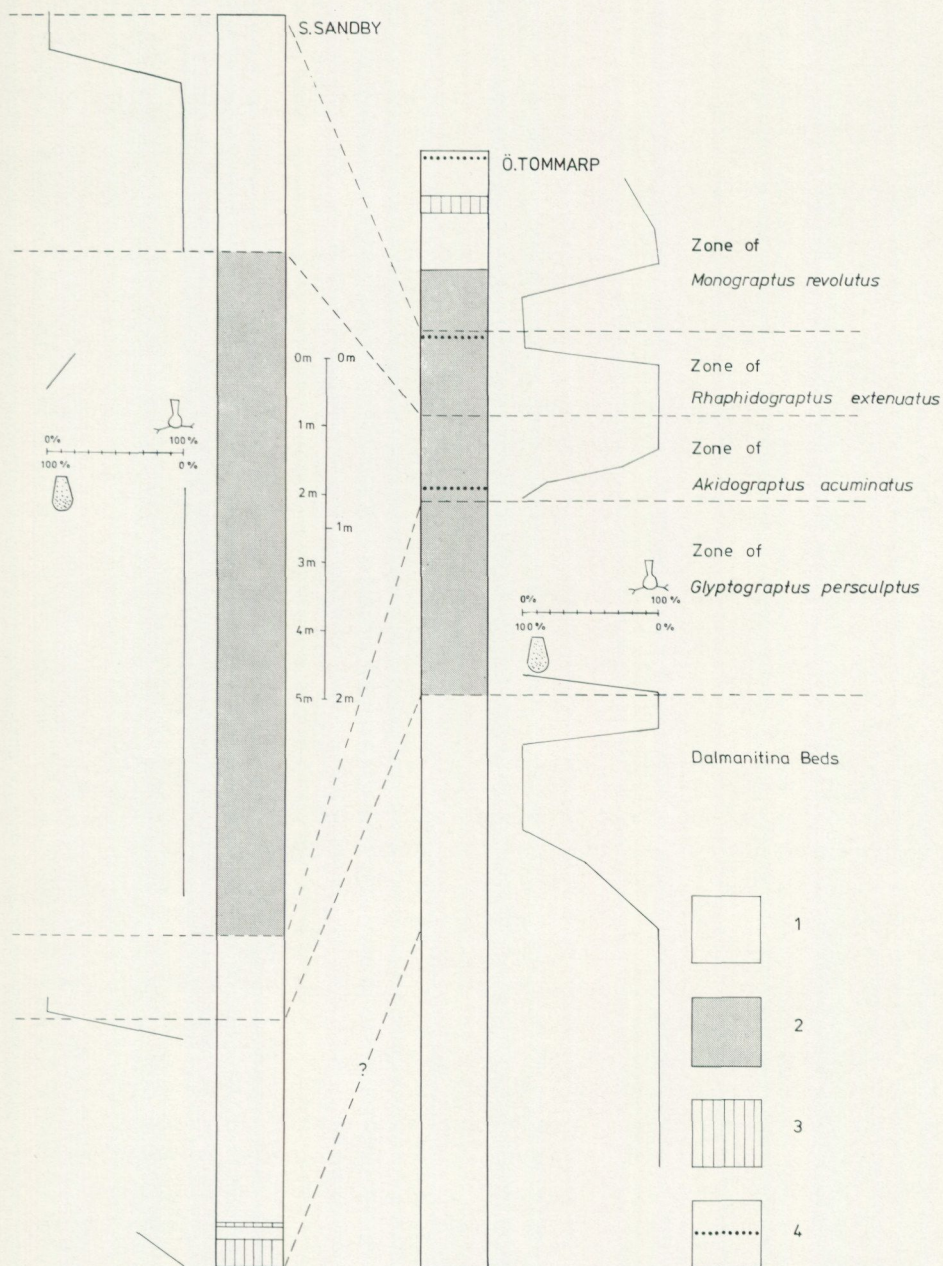 S.SANDBY
Ö.TOMMARP
Zone of
Monograptus revolutus
Zone of
Rhaphidograptus extenuatus
Zone of
Akidograptus acuminatus
Zone of
Glyptograptus persculptus
Dalmanitina Beds
0m 0m
1m
2m
1m
3m
4m
5m 2m
0% 100%
100% 0%
0% 100%
100% 0%
?
1
2
3
4